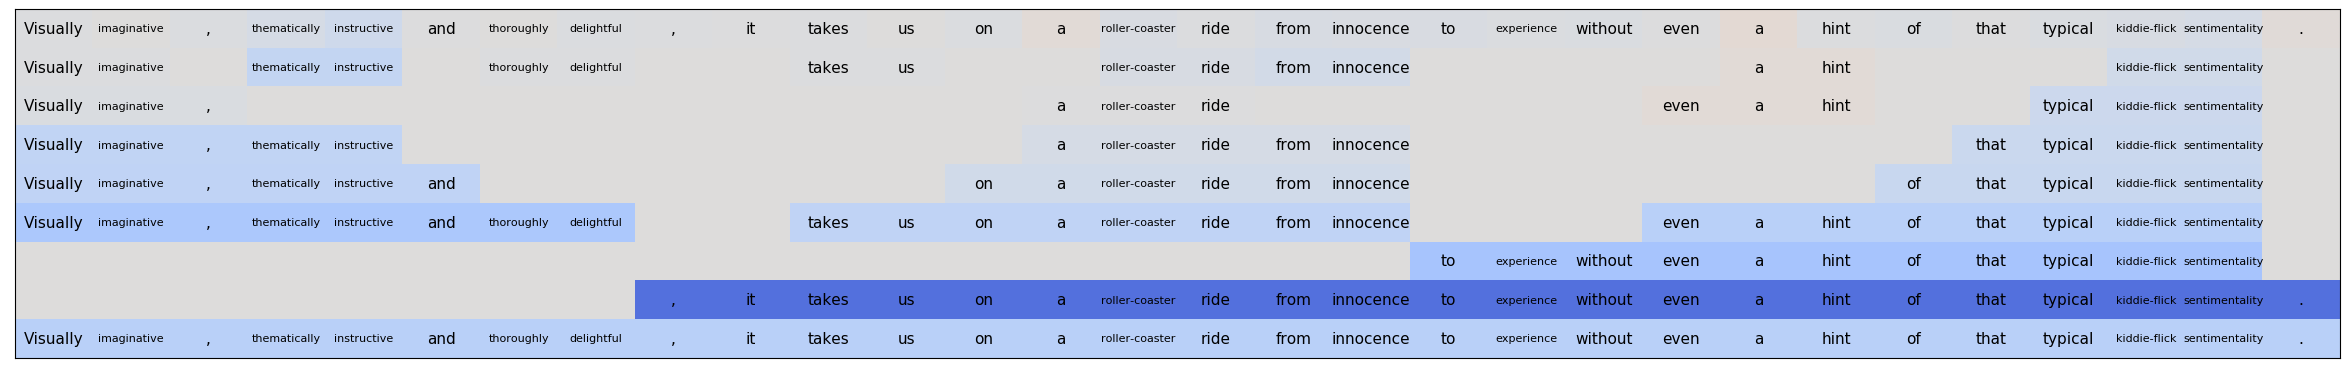 Visually imaginative , thematically instructive and thoroughly delightful , it takes us on a roller-coaster ride from innocence to experience without even a hint of that typical kiddie-flick sentimentality .
Visually imaginative thematically instructive thoroughly delightful takes us roller-coaster ride from innocence a hint kiddie-flick sentimentality
Visually imaginative , a roller-coaster ride even a hint typical kiddie-flick sentimentality
Visually imaginative , thematically instructive a roller-coaster ride from innocence that typical kiddie-flick sentimentality
Visually imaginative , thematically instructive and on a roller-coaster ride from innocence of that typical kiddie-flick sentimentality
Visually imaginative , thematically instructive and thoroughly delightful takes us on a roller-coaster ride from innocence even a hint of that typical kiddie-flick sentimentality
to experience without even a hint of that typical kiddie-flick sentimentality
, it takes us on a roller-coaster ride from innocence to experience without even a hint of that typical kiddie-flick sentimentality .
Visually imaginative , thematically instructive and thoroughly delightful , it takes us on a roller-coaster ride from innocence to experience without even a hint of that typical kiddie-flick sentimentality .